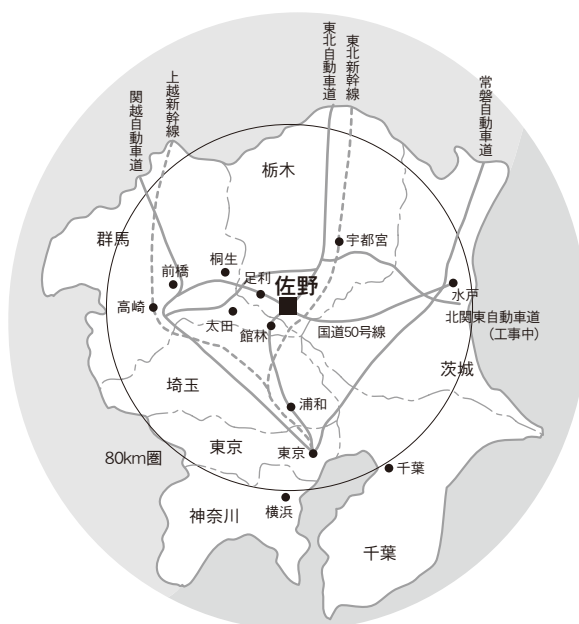 関越自動車道
上越新幹線
東北自動車道
東北新幹線
常磐自動車道
栃木
群馬
宇都宮
前橋
桐生
足利
佐野
高崎
太田
館林
国道50号線
水戸
北関東自動車道
(工事中)
茨城
埼玉
浦和
東京
東京
80km圏
千葉
神奈川
横浜
千葉